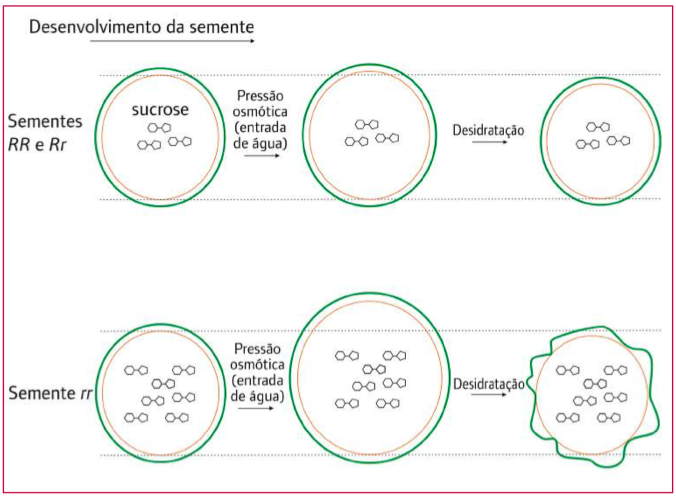 Desenvolvimento da semente
Sementes
RR e Rr
sucrose
Pressão
osmótica
(entrada
de água)
Desidratação
Semente rr
Pressão
osmótica
(entrada
de água)
Desidratação